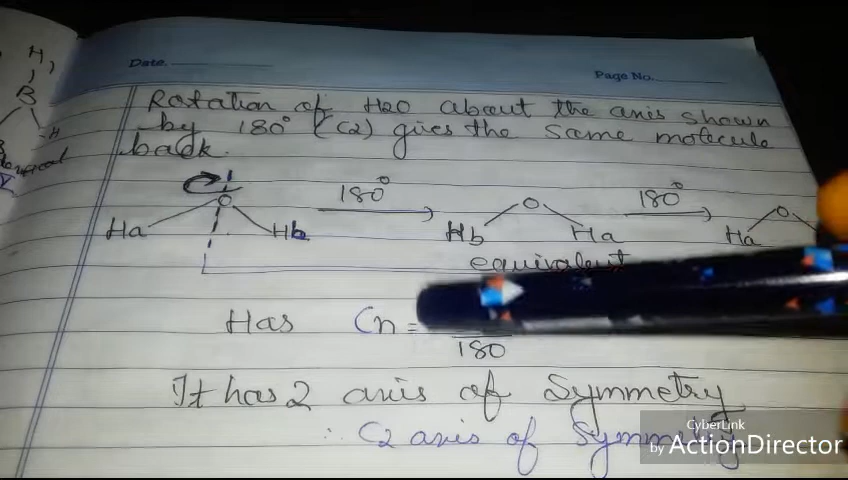 H,
B
H
Date.
Page No.
Rotation of H2O about the axis shown
by 180° (C2) gives the same molecule
back.
180° 180°
O O O
Ha Hb Hb Ha Ha
equivalent
Has Cn =
180
It has 2 axis of Symmetry
∴ C2 axis of Symmetry
CyberLink
by ActionDirector